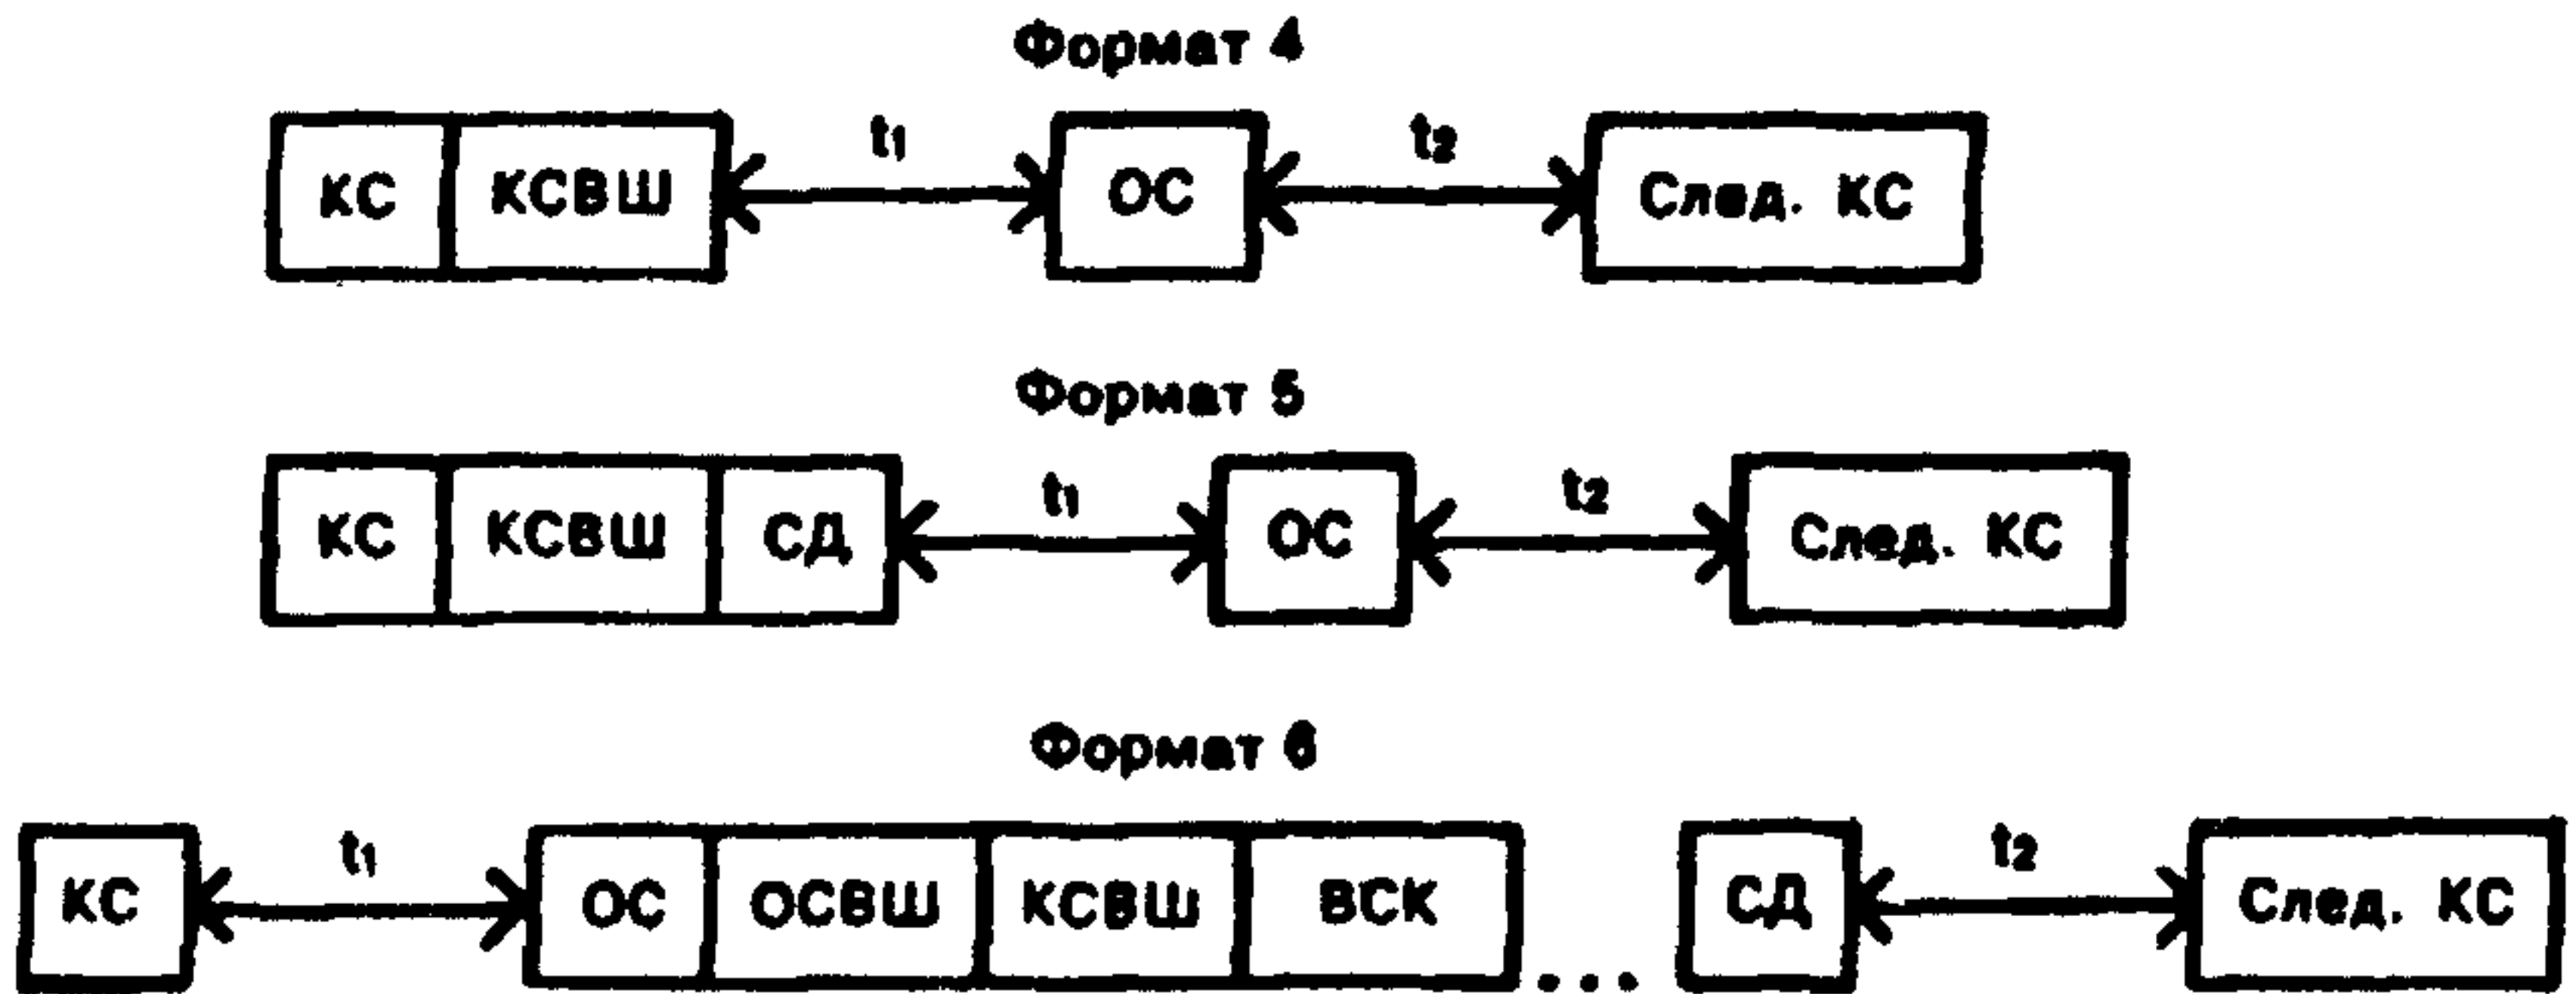 Формат 4
КС КСВШ t1 ОС t2 След. КС
Формат 5
КС КСВШ СД t1 ОС t2 След. КС
Формат 6
КС t1 ОС ОСВШ КСВШ ВСК ... СД t2 След. КС